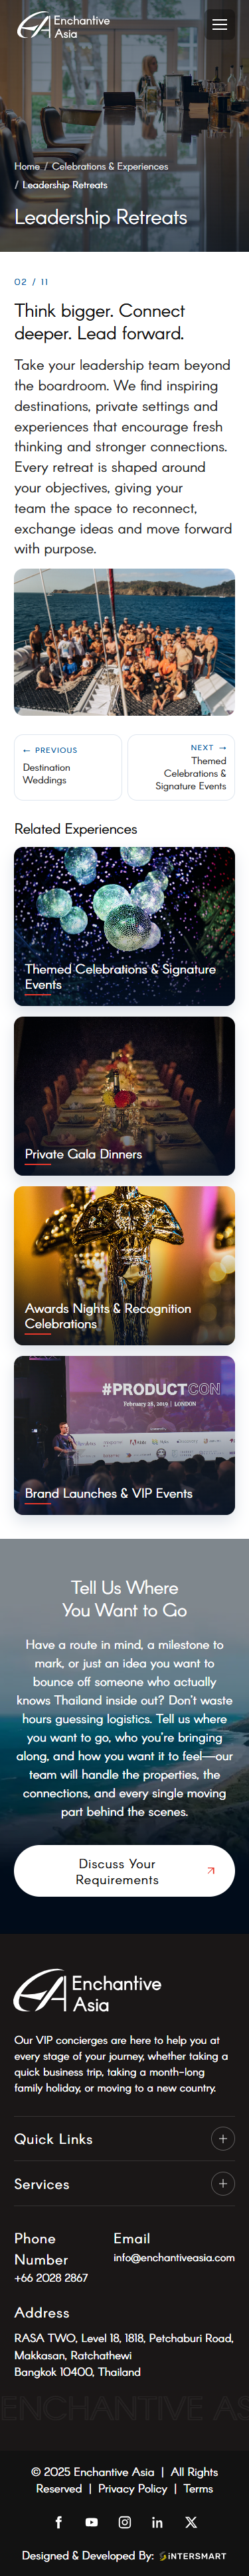 Enchantive
Asia
Home / Celebrations & Experiences
/ Leadership Retreats
Leadership Retreats
02 / 11
Think bigger. Connect
deeper. Lead forward.
Take your leadership team beyond
the boardroom. We find inspiring
destinations, private settings and
experiences that encourage fresh
thinking and stronger connections.
Every retreat is shaped around
your objectives, giving your
team the space to reconnect,
exchange ideas and move forward
with purpose.
← PREVIOUS
Destination
Weddings
NEXT →
Themed
Celebrations &
Signature Events
Related Experiences
Themed Celebrations & Signature
Events
Private Gala Dinners
Awards Nights & Recognition
Celebrations
#PRODUCTCON
February 28, 2019 | LONDON
Brand Launches & VIP Events
Tell Us Where
You Want to Go
Have a route in mind, a milestone to
mark, or just an idea you want to
bounce off someone who actually
knows Thailand inside out? Don't waste
hours guessing logistics. Tell us where
you want to go, who you're bringing
along, and how you want it to feel—our
team will handle the properties, the
connections, and every single moving
part behind the scenes.
Discuss Your
Requirements
Enchantive
Asia
Our VIP concierges are here to help you at
every stage of your journey, whether taking a
quick business trip, taking a month-long
family holiday, or moving to a new country.
Quick Links
Services
Phone
Number
+66 2028 2867
Email
info@enchantiveasia.com
Address
RASA TWO, Level 18, 1818, Petchaburi Road,
Makkasan, Ratchathewi
Bangkok 10400, Thailand
ENCHANTIVE AS
© 2025 Enchantive Asia | All Rights
Reserved | Privacy Policy | Terms
Designed & Developed By: INTERSMART